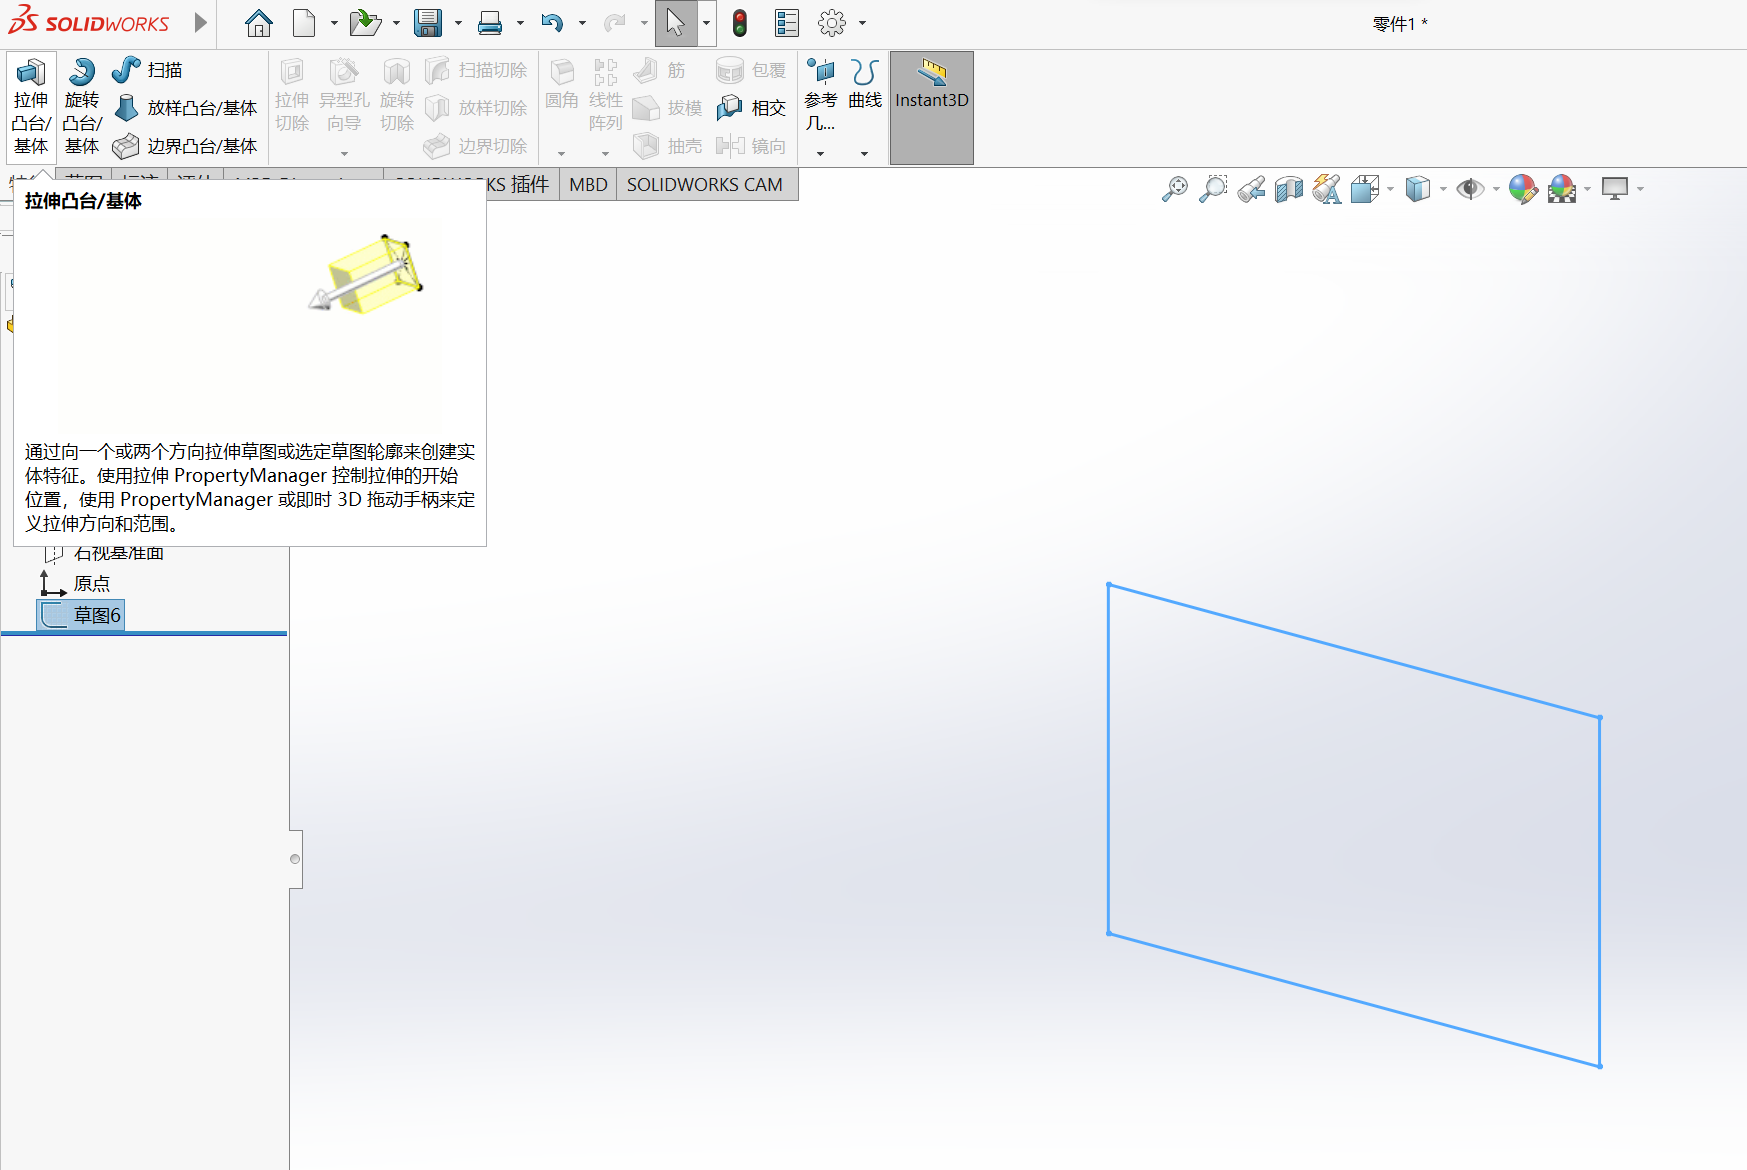 SOLIDWORKS
零件1 *
拉伸
凸台/
基体
旋转
凸台/
基体
扫描
放样凸台/基体
边界凸台/基体
拉伸
切除
异型孔
向导
旋转
切除
扫描切除
放样切除
边界切除
圆角
线性
阵列
筋
拔模
抽壳
包覆
相交
镜向
参考
几...
曲线
Instant3D
KS 插件
MBD
SOLIDWORKS CAM
拉伸凸台/基体
通过向一个或两个方向拉伸草图或选定草图轮廓来创建实
体特征。使用拉伸 PropertyManager 控制拉伸的开始
位置，使用 PropertyManager 或即时 3D 拖动手柄来定
义拉伸方向和范围。
右视基准面
原点
草图6